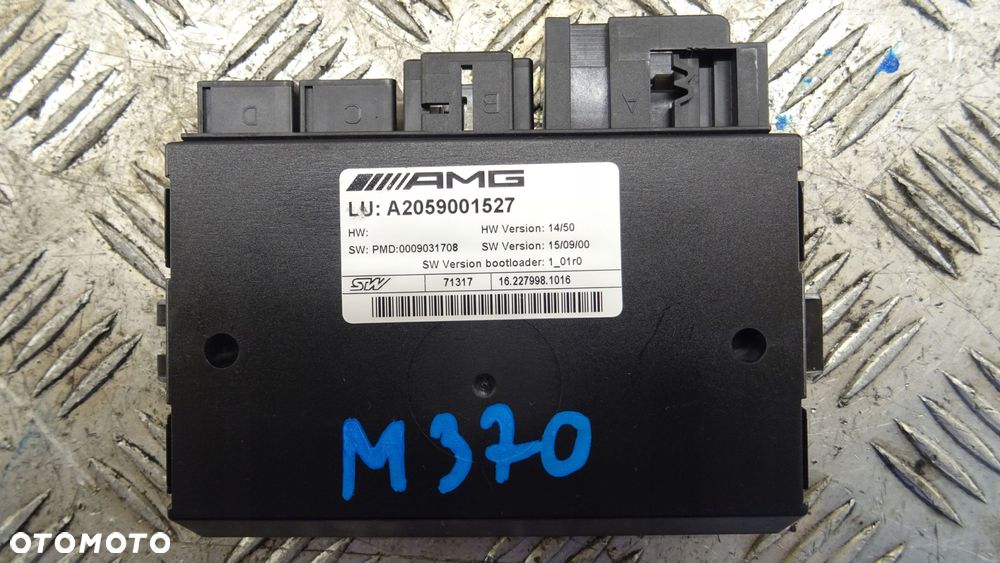 D C B A
AMG
LU: A2059001527
HW: HW Version: 14/50
SW: PMD:0009031708 SW Version: 15/09/00
SW Version bootloader: 1_01r0
STW 71317 16.227998.1016
M370
OTOMOTO